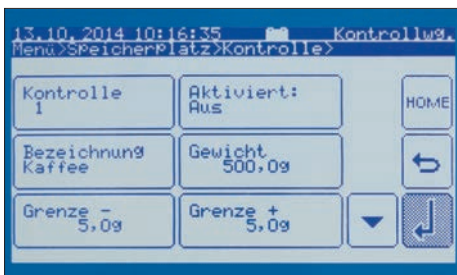 13.10.2014 10:16:35 Kontrollwg.
Menü>Speicherplatz>Kontrolle>
Kontrolle
1
Aktiviert:
Aus
HOME
Bezeichnung
Kaffee
Gewicht
500,0g
Grenze -
5,0g
Grenze +
5,0g